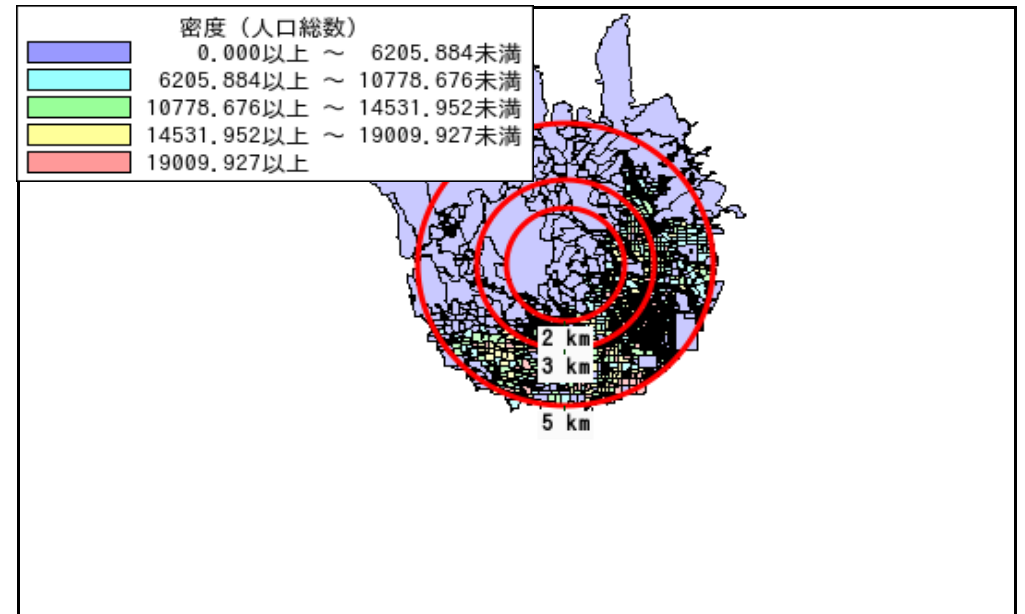 密度（人口総数）
0.000以上 ～ 6205.884未満
6205.884以上 ～ 10778.676未満
10778.676以上 ～ 14531.952未満
14531.952以上 ～ 19009.927未満
19009.927以上
2 km
3 km
5 km